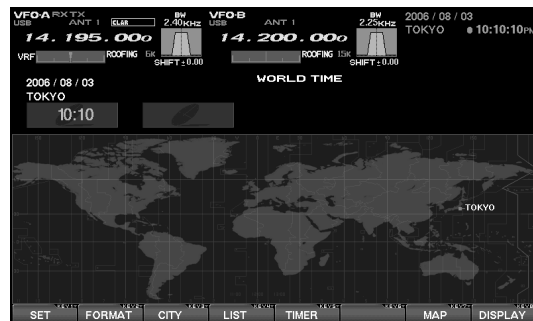 VFO-A RX TX
USB ANT 1 CLAR
BW
2.40KHZ
14. 195. 00o
VRF ROOFING 6K
SHIFT±0.00
VFO-B
USB ANT 1
BW
2.25KHZ
14. 200. 00o
ROOFING 15K
SHIFT±0.00
2006 / 08 / 03
TOKYO 10:10:10PM
2006 / 08 / 03
TOKYO
WORLD TIME
10:10
TOKYO
SET FORMAT CITY LIST TIMER MAP DISPLAY